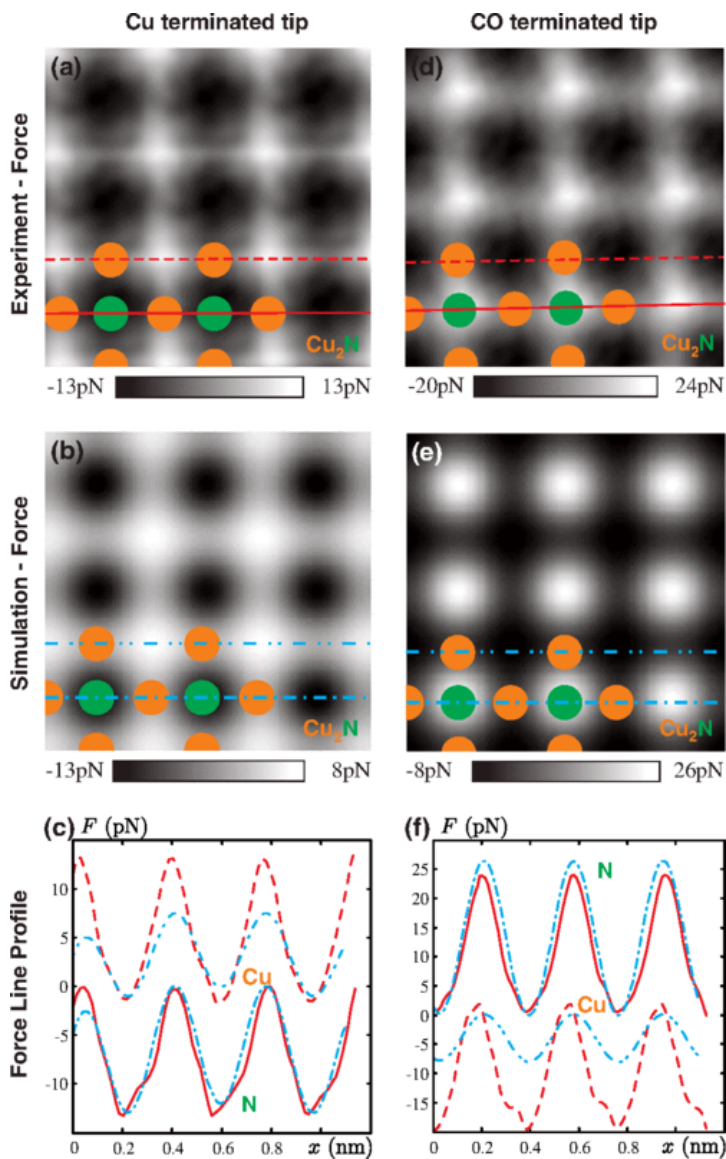 Cu terminated tip
CO terminated tip
Experiment - Force
(a)
Cu₂N
-13pN 13pN
(d)
Cu₂N
-20pN 24pN
Simulation - Force
(b)
Cu₂N
-13pN 8pN
(e)
Cu₂N
-8pN 26pN
Force Line Profile
(c) F (pN)
10
5
0
-5
-10
Cu
N
0.2 0.4 0.6 0.8 x (nm)
(f) F (pN)
25
20
15
10
5
0
-5
-10
-15
N
Cu
0.2 0.4 0.6 0.8 x (nm)